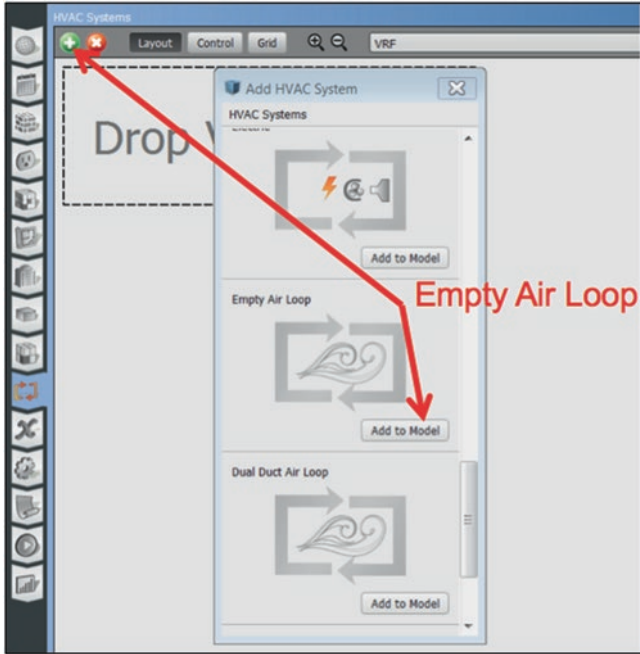 HVAC Systems
Layout Control Grid VRF
Add HVAC System
HVAC Systems
Drop
Add to Model
Empty Air Loop
Empty Air Loop
Add to Model
Dual Duct Air Loop
Add to Model